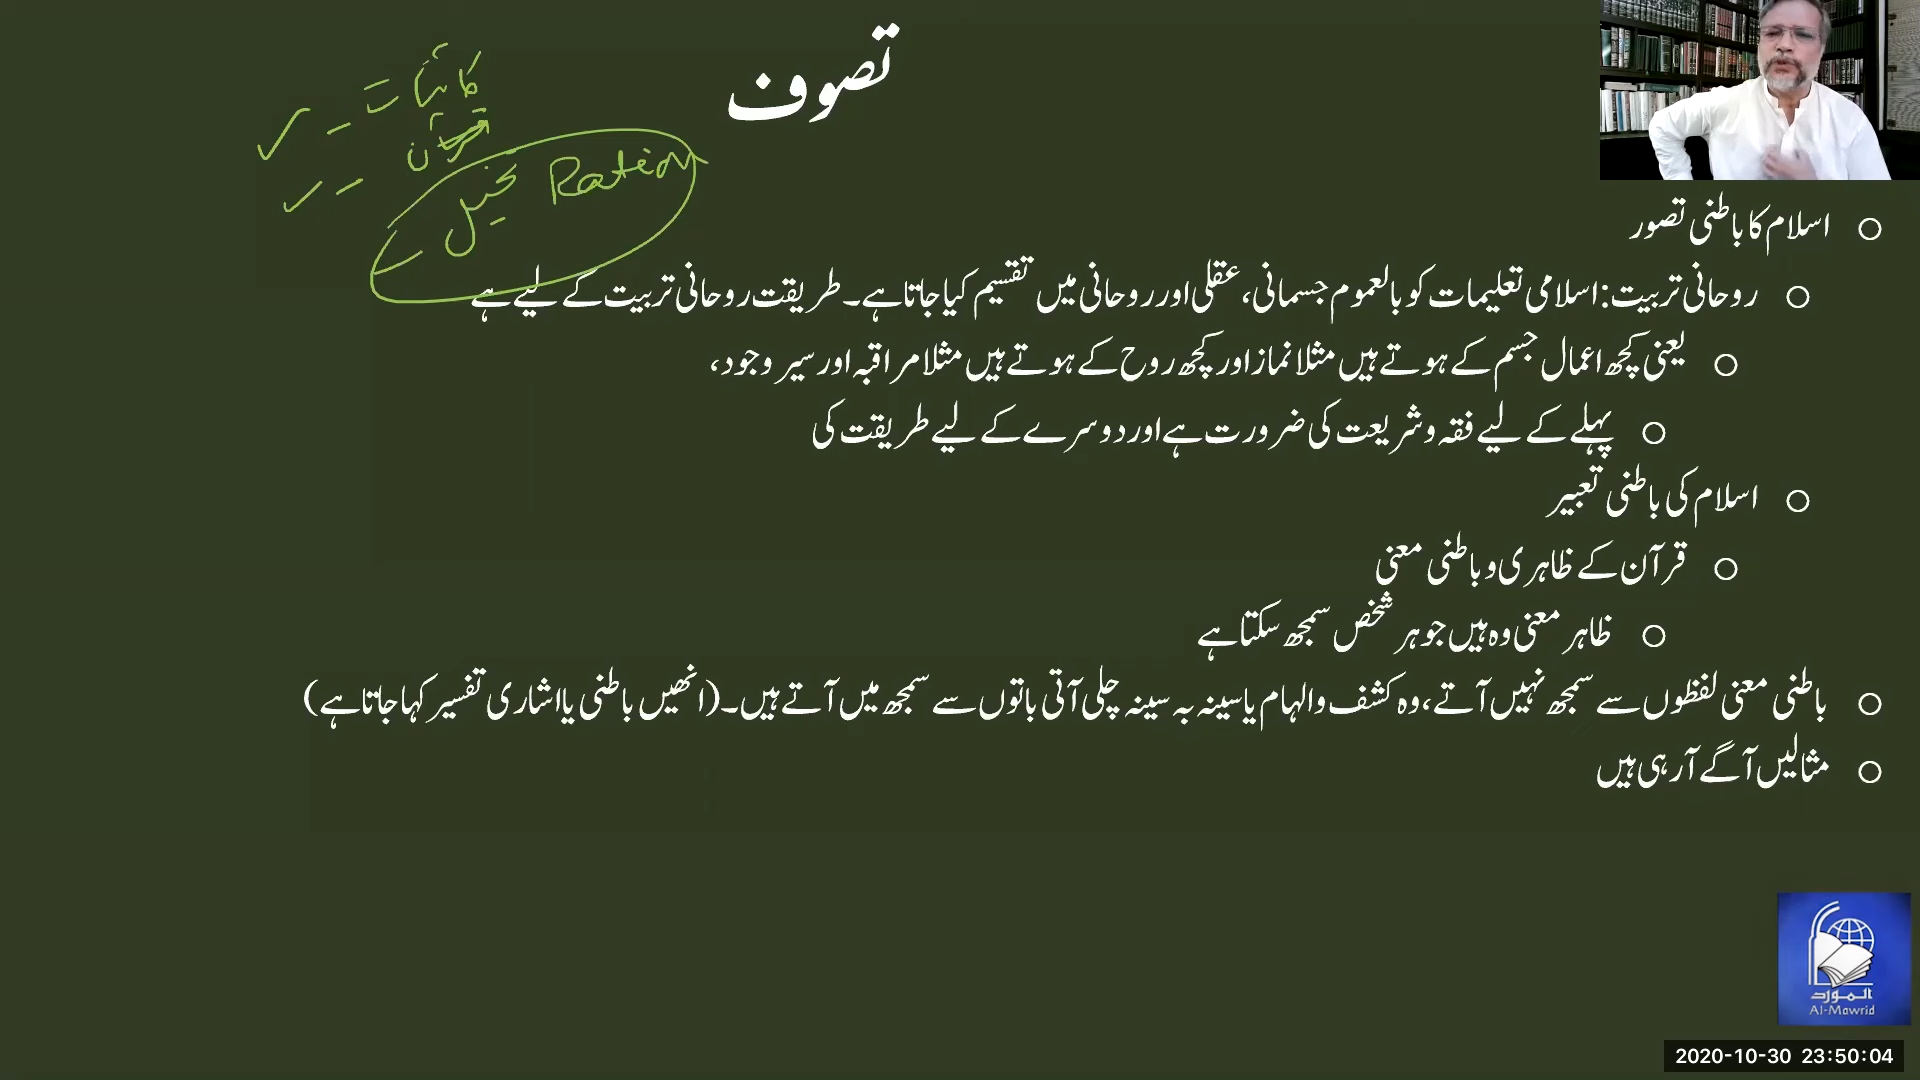 تصوف
کائنات
قرآن
تخیل Ration
اسلام کا باطنی تصور
روحانی تربیت: اسلامی تعلیمات کو بالعموم جسمانی، عقلی اور روحانی میں تقسیم کیا جاتا ہے۔ طریقت روحانی تربیت کے لیے ہے
یعنی کچھ اعمال جسم کے ہوتے ہیں مثلا نماز اور کچھ روح کے ہوتے ہیں مثلا مراقبہ اور سیر وجود،
پہلے کے لیے فقہ و شریعت کی ضرورت ہے اور دوسرے کے لیے طریقت کی
اسلام کی باطنی تعبیر
قرآن کے ظاہری و باطنی معنی
ظاہر معنی وہ ہیں جو ہر شخص سمجھ سکتا ہے
باطنی معنی لفظوں سے سمجھ نہیں آتے، وہ کشف والہام یا سینہ بہ سینہ چلی آتی باتوں سے سمجھ میں آتے ہیں۔ (انھیں باطنی یا اشاری تفسیر کہا جاتا ہے)
مثالیں آگے آرہی ہیں
المورد
Al-Mawrid
2020-10-30 23:50:04